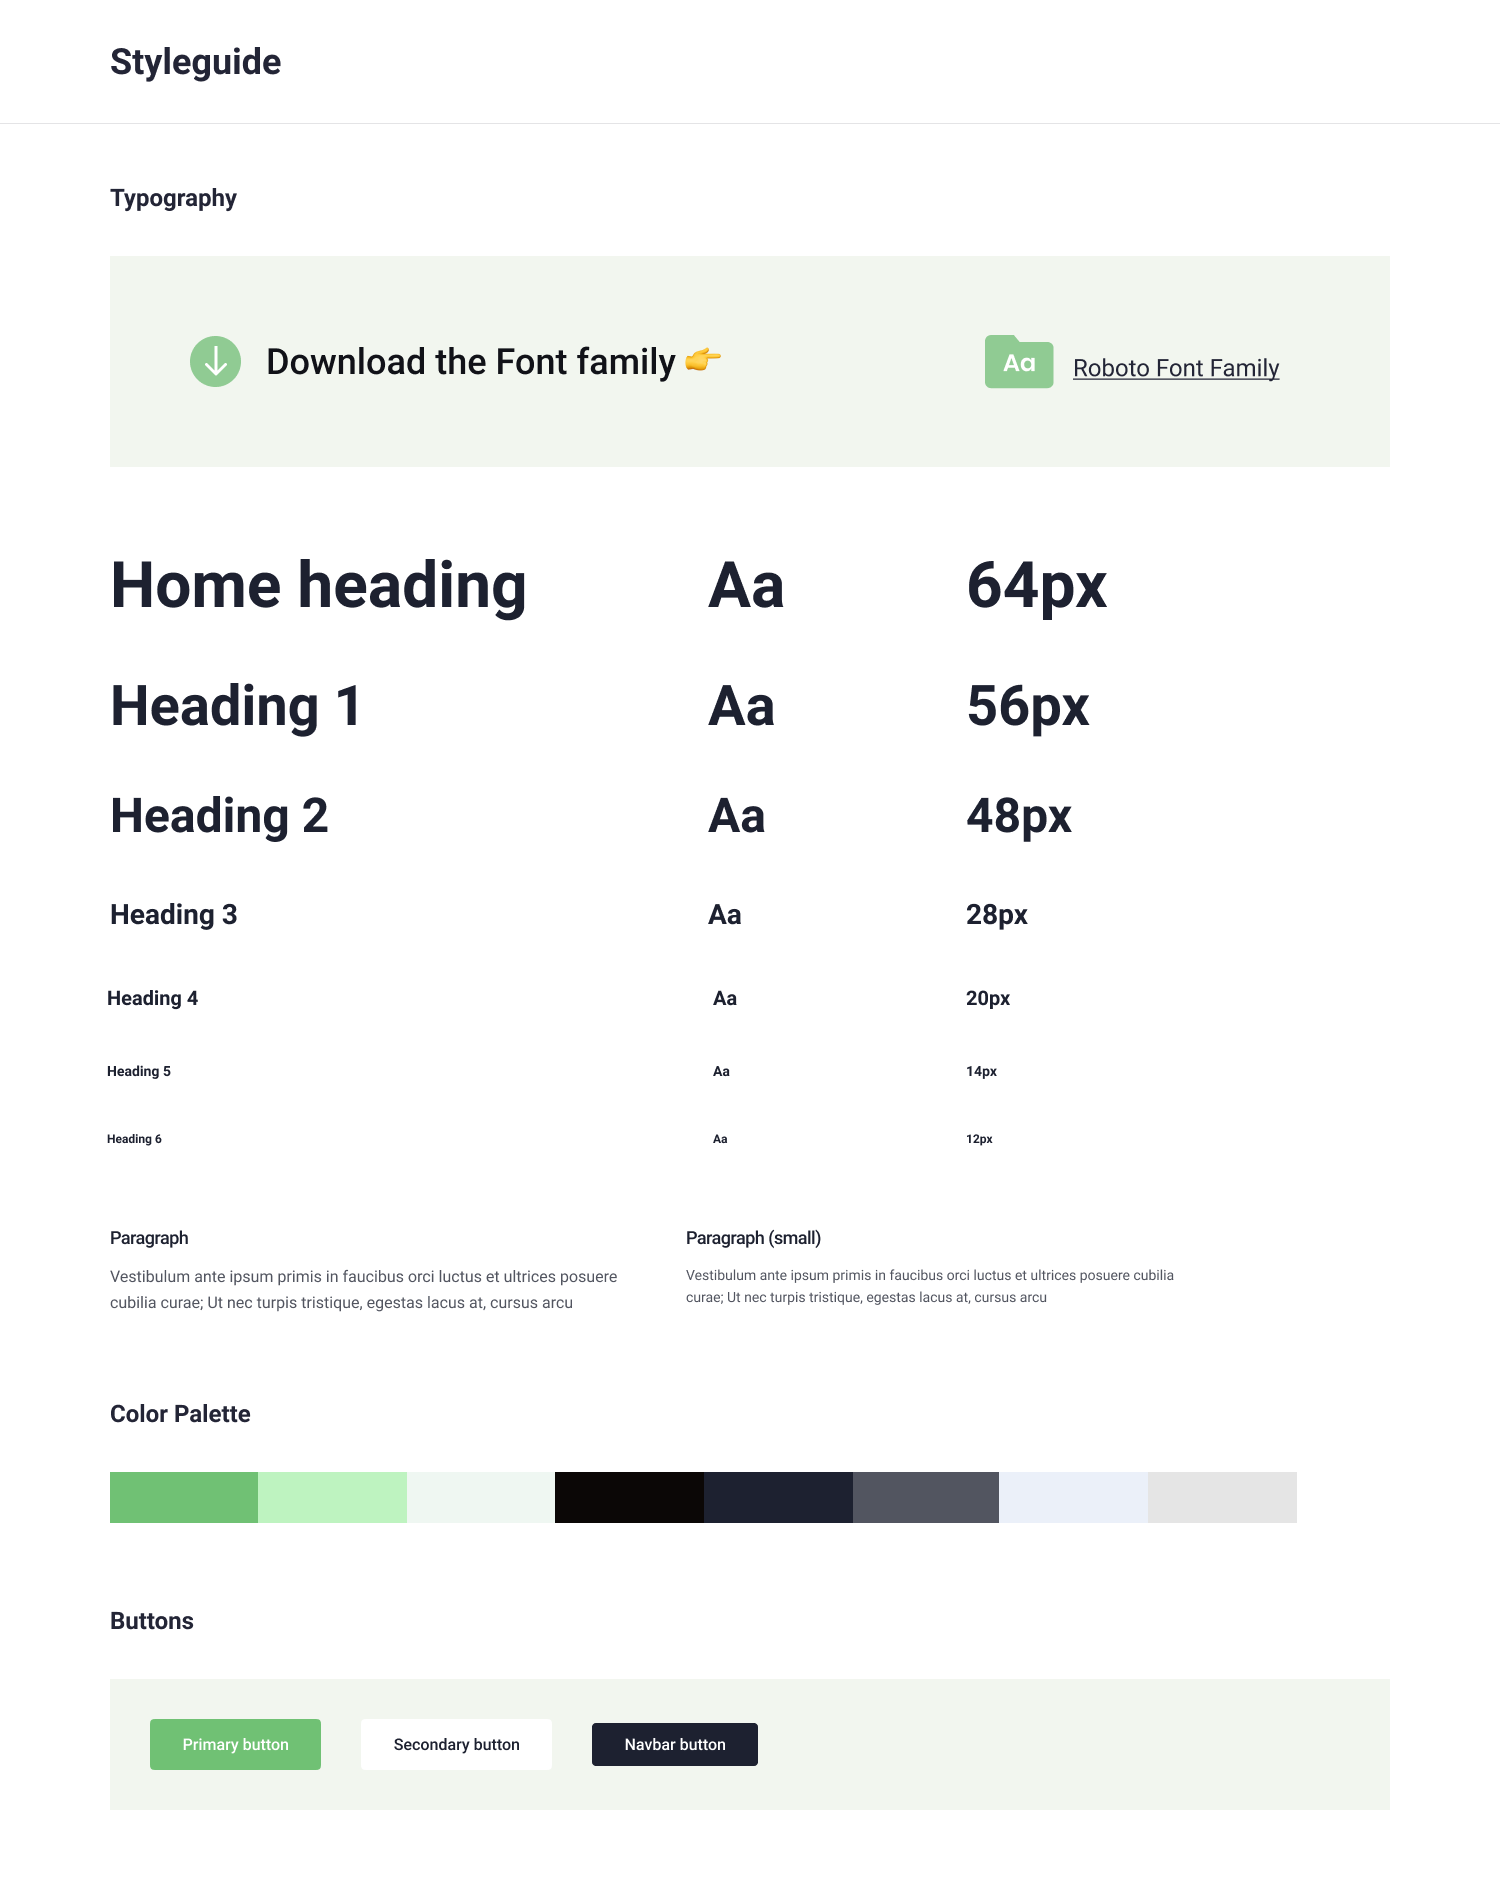 Styleguide
Typography
Download the Font family 👉
Aa
Roboto Font Family
Home heading Aa 64px
Heading 1 Aa 56px
Heading 2 Aa 48px
Heading 3 Aa 28px
Heading 4 Aa 20px
Heading 5 Aa 14px
Heading 6 Aa 12px
Paragraph
Vestibulum ante ipsum primis in faucibus orci luctus et ultrices posuere
cubilia curae; Ut nec turpis tristique, egestas lacus at, cursus arcu
Paragraph (small)
Vestibulum ante ipsum primis in faucibus orci luctus et ultrices posuere cubilia
curae; Ut nec turpis tristique, egestas lacus at, cursus arcu
Color Palette
Buttons
Primary button
Secondary button
Navbar button